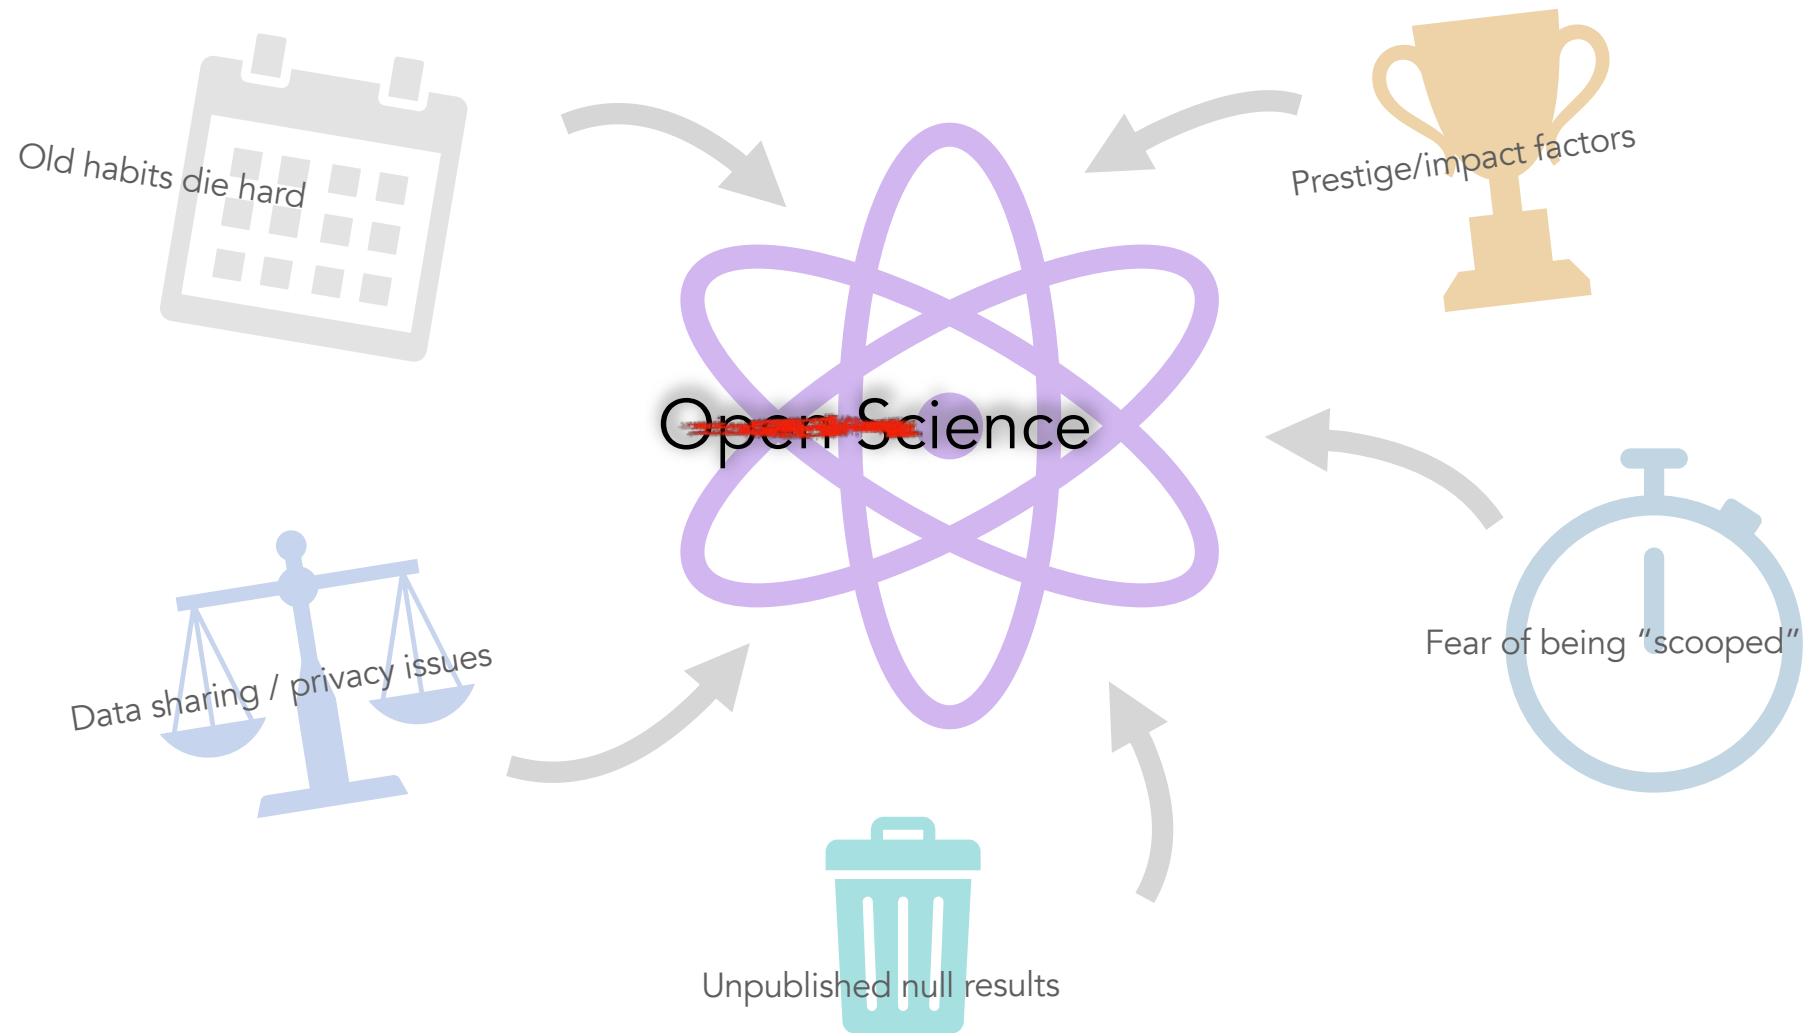 Old habits die hard
Prestige/impact factors
Open Science
Fear of being “scooped”
Data sharing / privacy issues
Unpublished null results